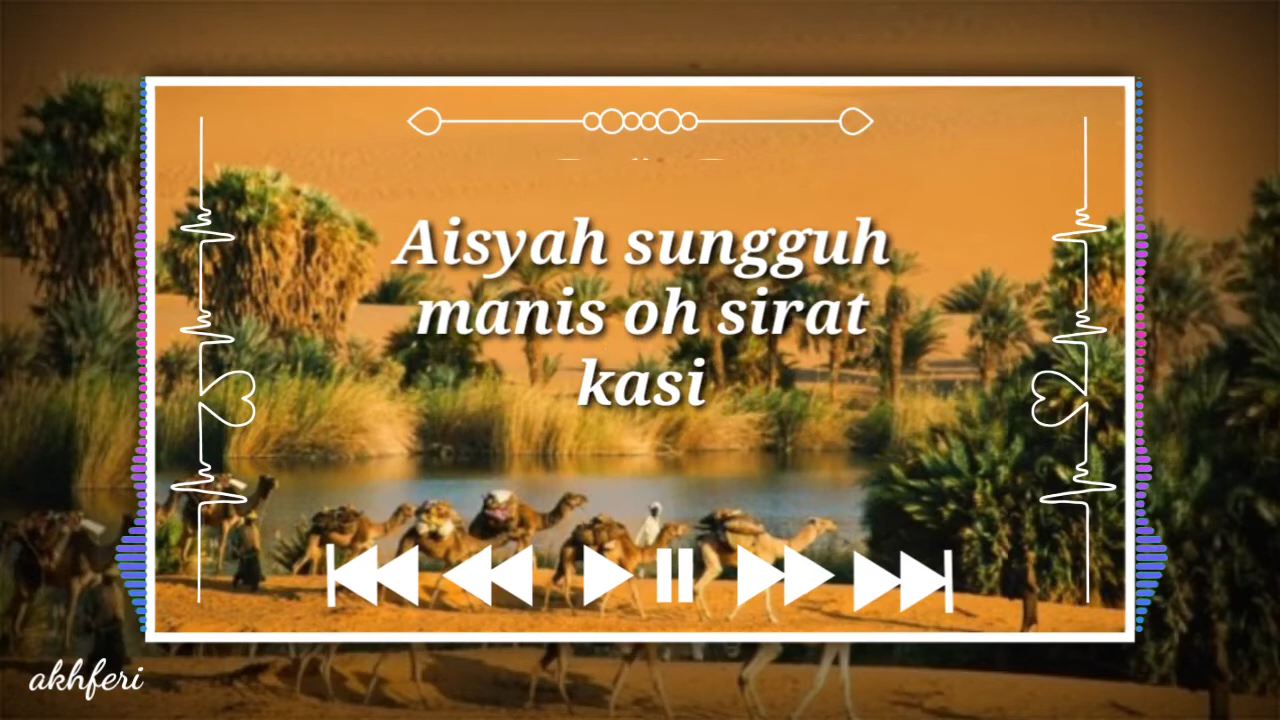 Aisyah sungguh
manis oh sirat
kasi
akhferi